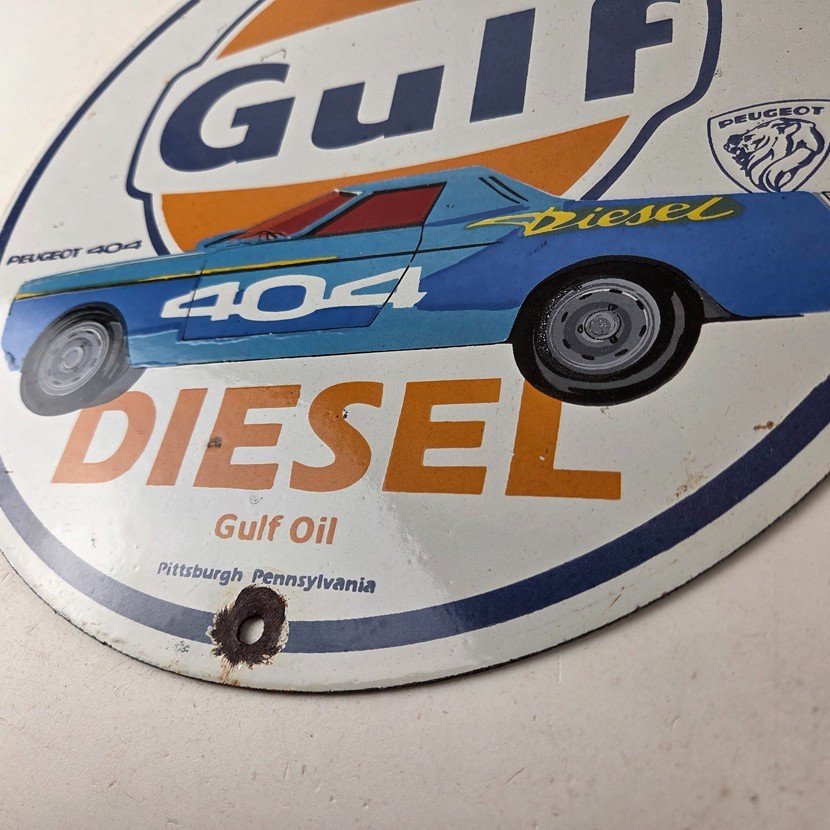 Gulf
PEUGEOT
PEUGEOT 404
Diesel
404
DIESEL
Gulf Oil
Pittsburgh Pennsylvania